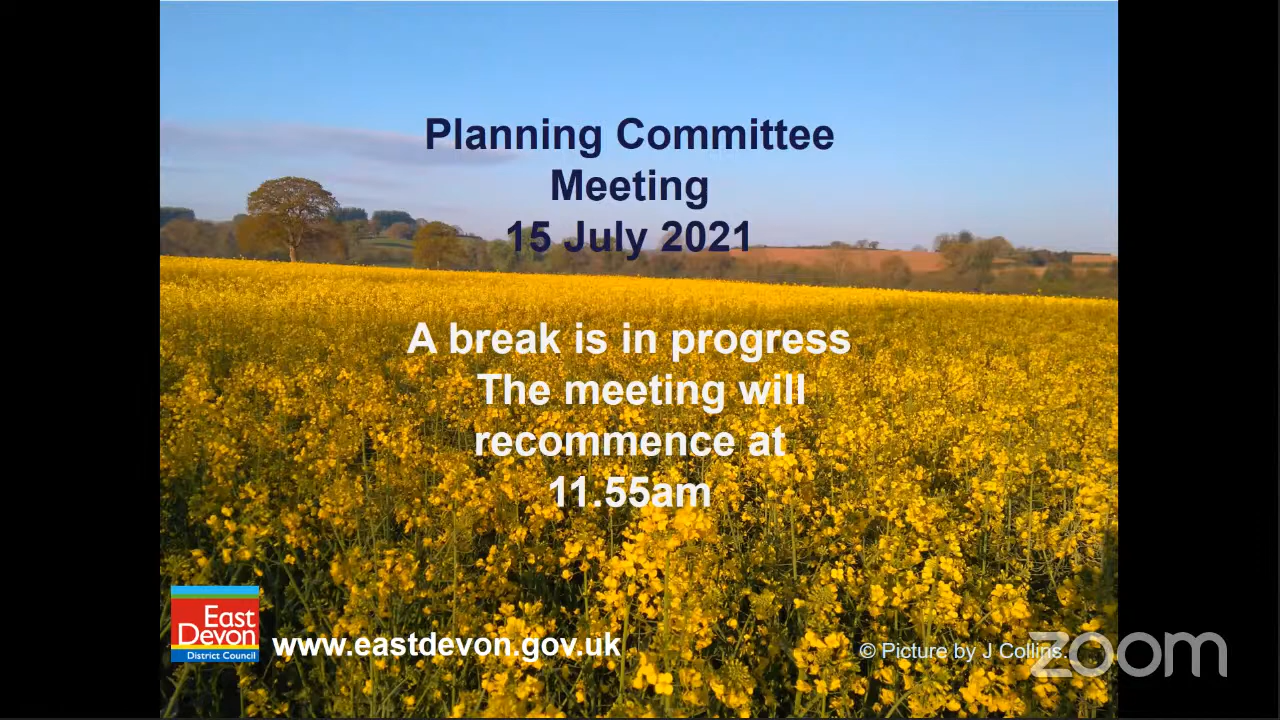 Planning Committee
Meeting
15 July 2021
A break is in progress
The meeting will
recommence at
11.55am
East
Devon
District Council
www.eastdevon.gov.uk
© Picture by J Collins.
zoom